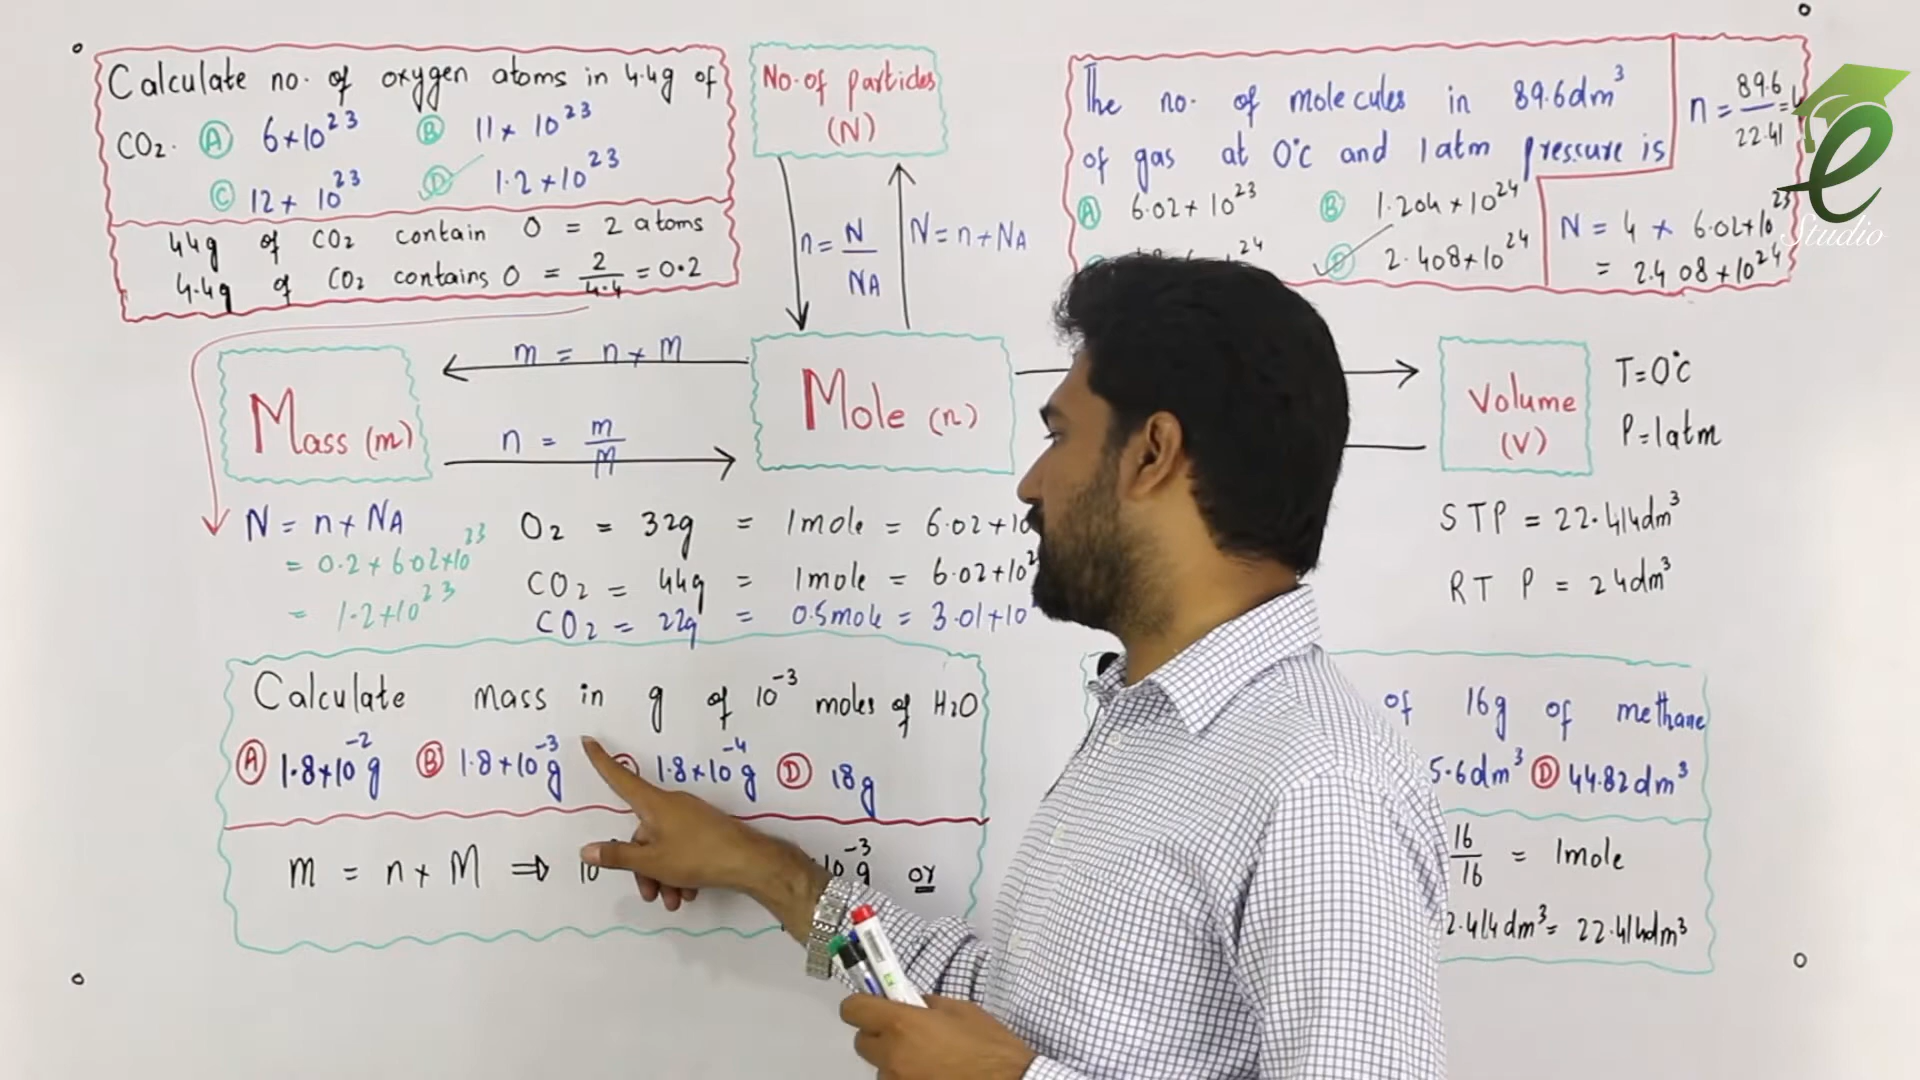 Calculate no. of oxygen atoms in 4.4g of
CO₂. Ⓐ 6×10²³ Ⓑ 11× 10²³
Ⓒ 12× 10²³ Ⓓ 1.2×10²³
44g of CO₂ contain O = 2 atoms
4.4g of CO₂ contains O = 2/4.4 = 0.2
No. of particles
(N)
n = N/NA
N = n×NA
The no. of molecules in 89.6dm³
of gas at 0°C and 1atm pressure is
Ⓐ 6.02× 10²³ Ⓑ 1.204×10²⁴
2.408×10²⁴
n = 89.6/22.41 =
N = 4 × 6.02×10²³
= 2.408×10²⁴
e
Studio
m = n×M
Mass (m)
n = m/M
Mole (n)
Volume
(V)
T=0°C
P=1atm
N = n×NA
= 0.2×6.02×10²³
= 1.2×10²³
O₂ = 32g = 1mole = 6.02×10
CO₂ = 44g = 1mole = 6.02×10
CO₂ = 22g = 0.5mole = 3.01×10
STP = 22.414dm³
RTP = 24dm³
Calculate mass in g of 10⁻³ moles of H₂O
Ⓐ 1.8×10⁻²g Ⓑ 1.8×10⁻³g Ⓒ 1.8×10⁻⁴g Ⓓ 18g
m = n×M ⇒ 10 10⁻³g or
of 16g of methane
5.6dm³ Ⓓ 44.82dm³
16/16 = 1mole
2.414dm³ = 22.414dm³